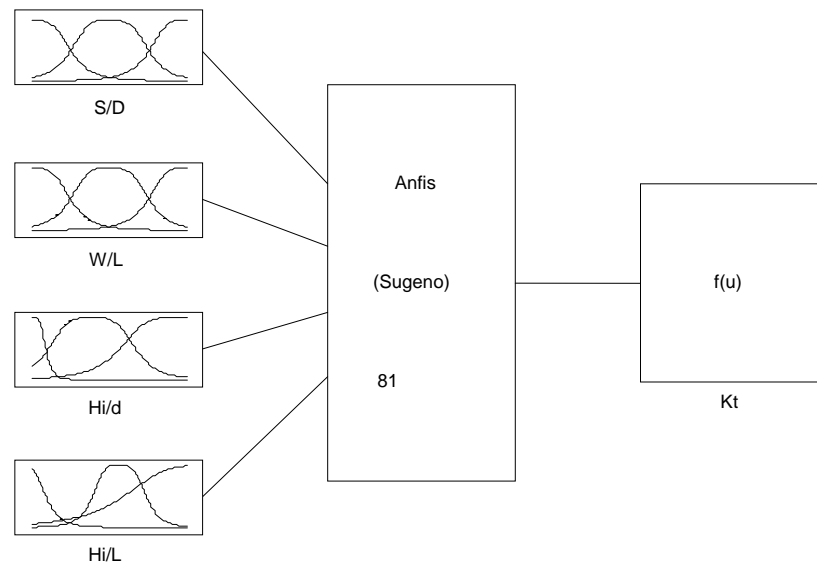 S/D
W/L
Hi/d
Hi/L
Anfis
(Sugeno)
81
f(u)
Kt